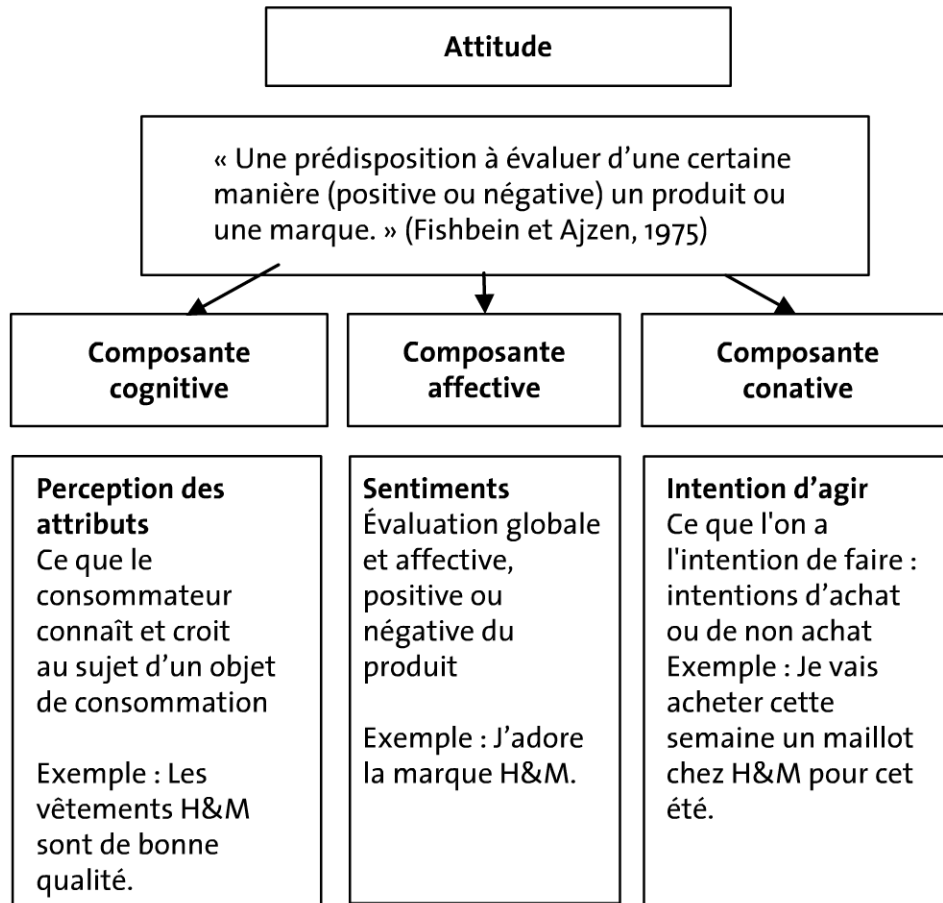 Attitude
« Une prédisposition à évaluer d’une certaine
manière (positive ou négative) un produit ou
une marque. » (Fishbein et Ajzen, 1975)
Composante
cognitive
Composante
affective
Composante
conative
Perception des
attributs
Ce que le
consommateur
connaît et croit
au sujet d’un objet
de consommation
Exemple : Les
vêtements H&M
sont de bonne
qualité.
Sentiments
Évaluation globale
et affective,
positive ou
négative du
produit
Exemple : J’adore
la marque H&M.
Intention d’agir
Ce que l'on a
l'intention de faire :
intentions d’achat
ou de non achat
Exemple : Je vais
acheter cette
semaine un maillot
chez H&M pour cet
été.